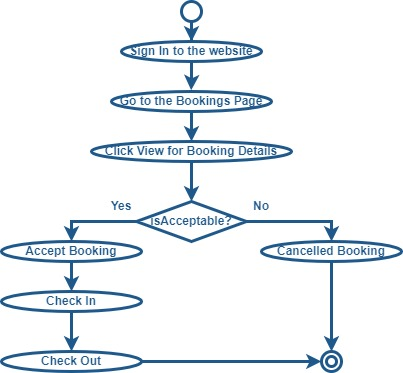 Sign In to the website
Go to the Bookings Page
Click View for Booking Details
Yes
isAcceptable?
No
Accept Booking
Cancelled Booking
Check In
Check Out